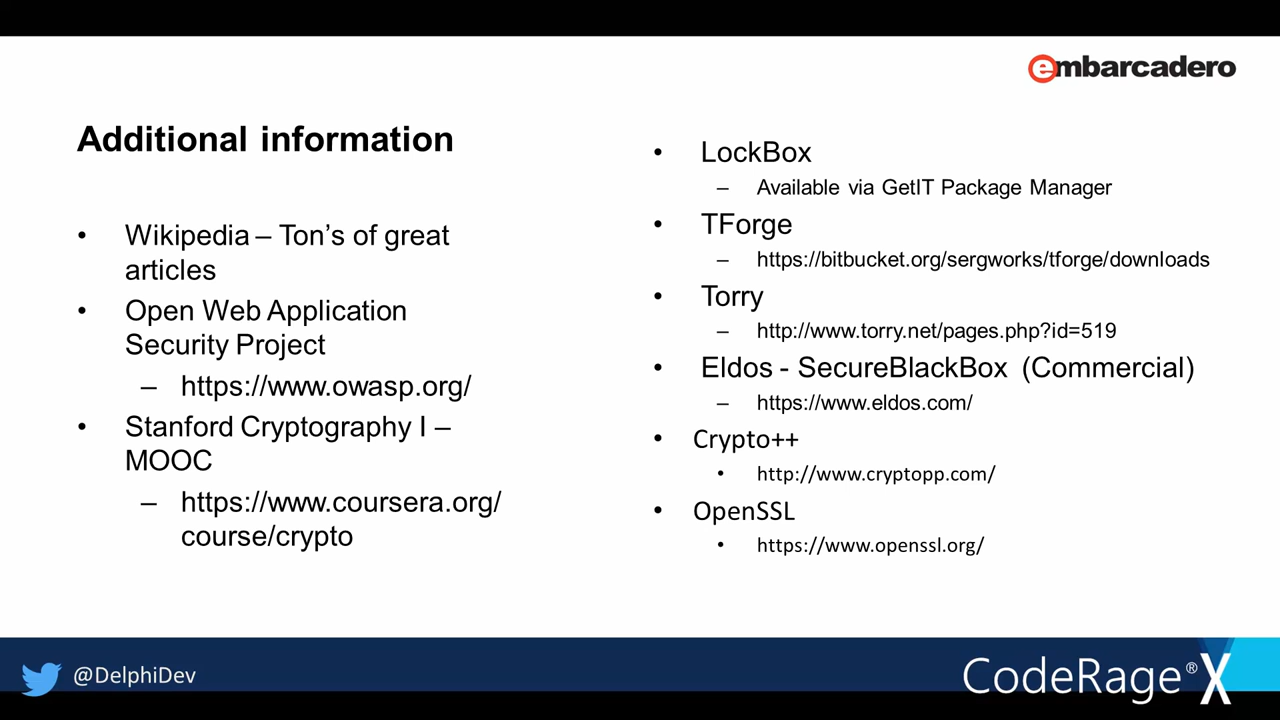 embarcadero
Additional information
• Wikipedia – Ton’s of great
articles
• Open Web Application
Security Project
– https://www.owasp.org/
• Stanford Cryptography I –
MOOC
– https://www.coursera.org/
course/crypto
• LockBox
– Available via GetIT Package Manager
• TForge
– https://bitbucket.org/sergworks/tforge/downloads
• Torry
– http://www.torry.net/pages.php?id=519
• Eldos - SecureBlackBox (Commercial)
– https://www.eldos.com/
• Crypto++
• http://www.cryptopp.com/
• OpenSSL
• https://www.openssl.org/
@DelphiDev
CodeRage® X